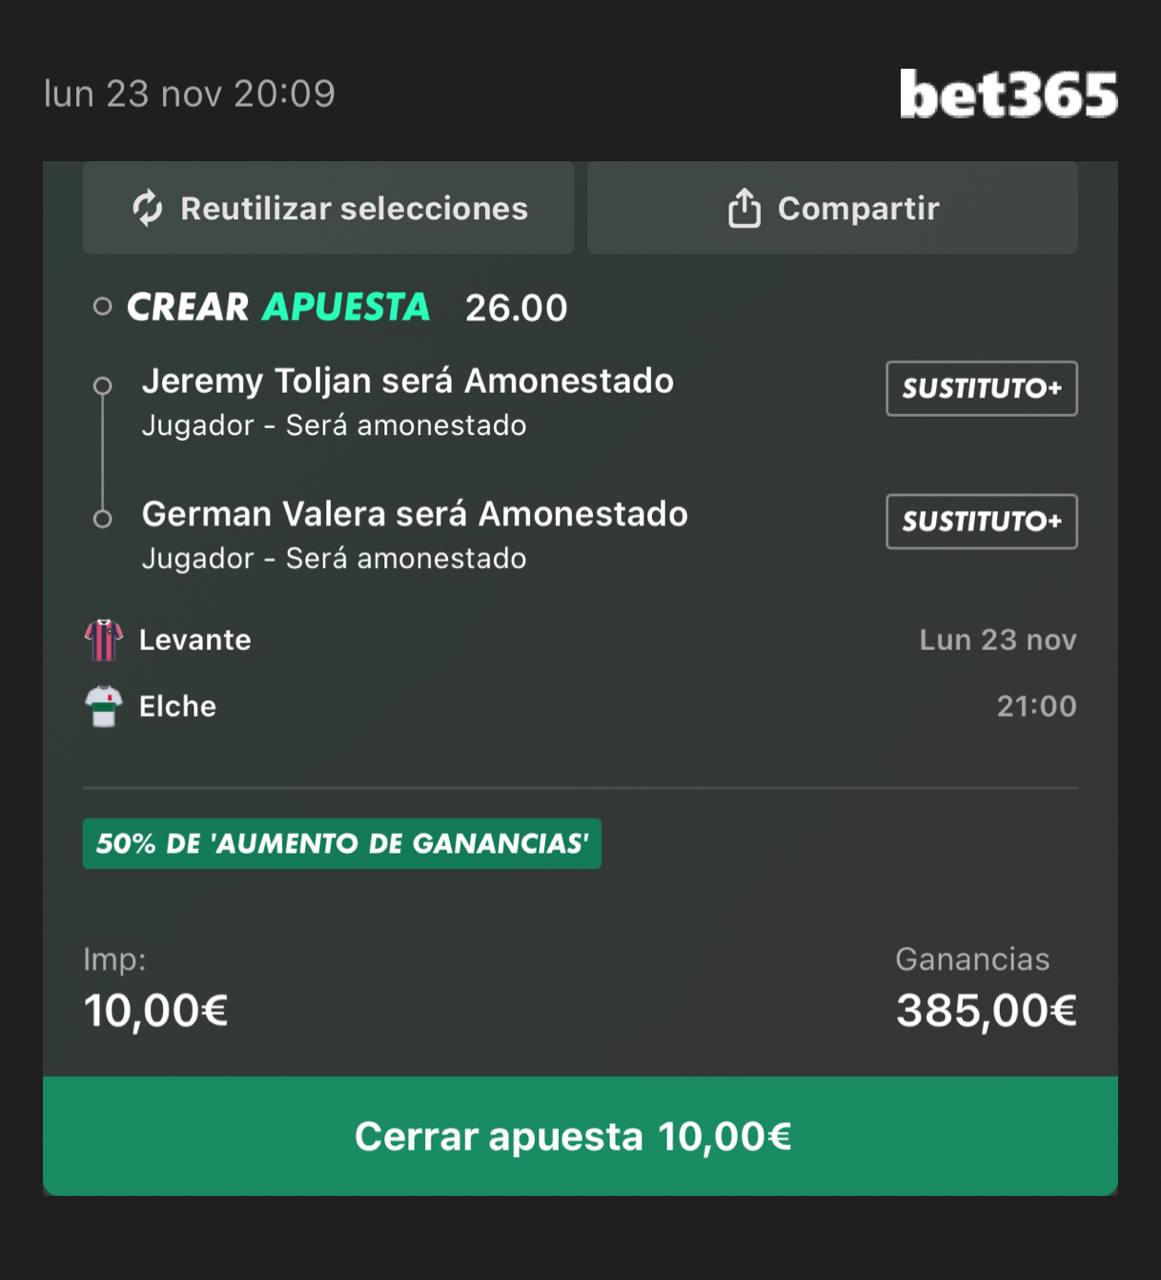 lun 23 nov 20:09
bet365
Reutilizar selecciones
Compartir
CREAR APUESTA 26.00
Jeremy Toljan será Amonestado
SUSTITUTO+
Jugador - Será amonestado
German Valera será Amonestado
SUSTITUTO+
Jugador - Será amonestado
Levante
Lun 23 nov
Elche
21:00
50% DE 'AUMENTO DE GANANCIAS'
Imp:
Ganancias
10,00€
385,00€
Cerrar apuesta 10,00€